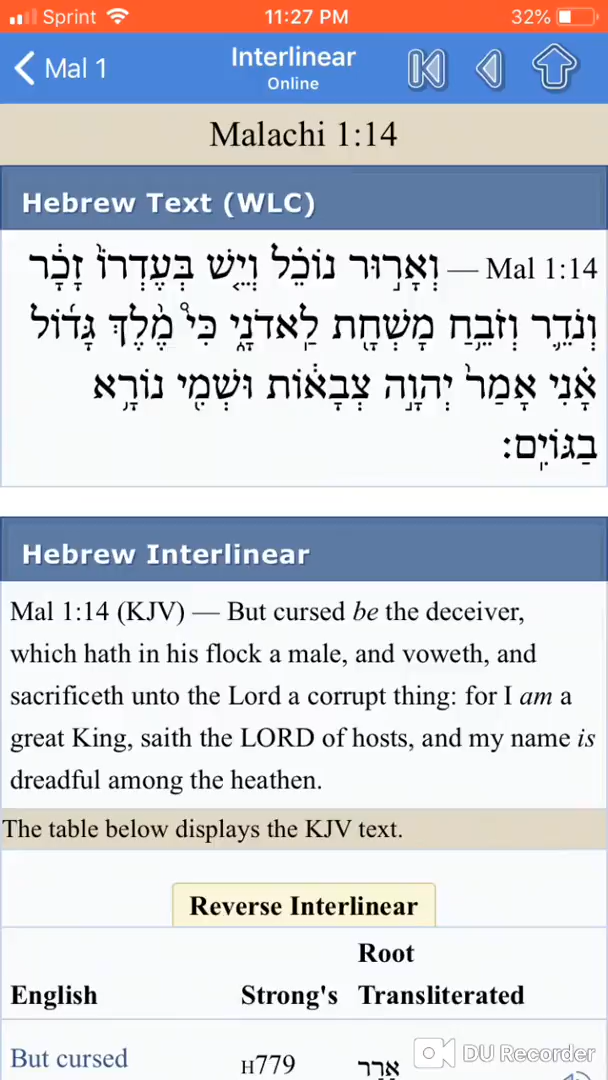 Sprint 11:27 PM 32%
Mal 1 Interlinear
Online
Malachi 1:14
Hebrew Text (WLC)
Mal 1:14 — וְאָר֣וּר נוֹכֵ֗ל וְיֵ֤שׁ בְּעֶדְרוֹ֙ זָכָ֔ר
וְנֹדֵ֛ר וְזֹבֵ֥חַ מָשְׁחָ֖ת לַֽאדֹנָ֑י כִּי֩ מֶ֨לֶךְ גָּד֜וֹל
אָ֗נִי אָמַר֙ יְהוָ֣ה צְבָא֔וֹת וּשְׁמִ֖י נוֹרָ֥א
בַגּוֹיִֽם׃
Hebrew Interlinear
Mal 1:14 (KJV) — But cursed be the deceiver,
which hath in his flock a male, and voweth, and
sacrificeth unto the Lord a corrupt thing: for I am a
great King, saith the LORD of hosts, and my name is
dreadful among the heathen.
The table below displays the KJV text.
Reverse Interlinear
Root
English Strong's Transliterated
But cursed H779 אָרַר
DU Recorder